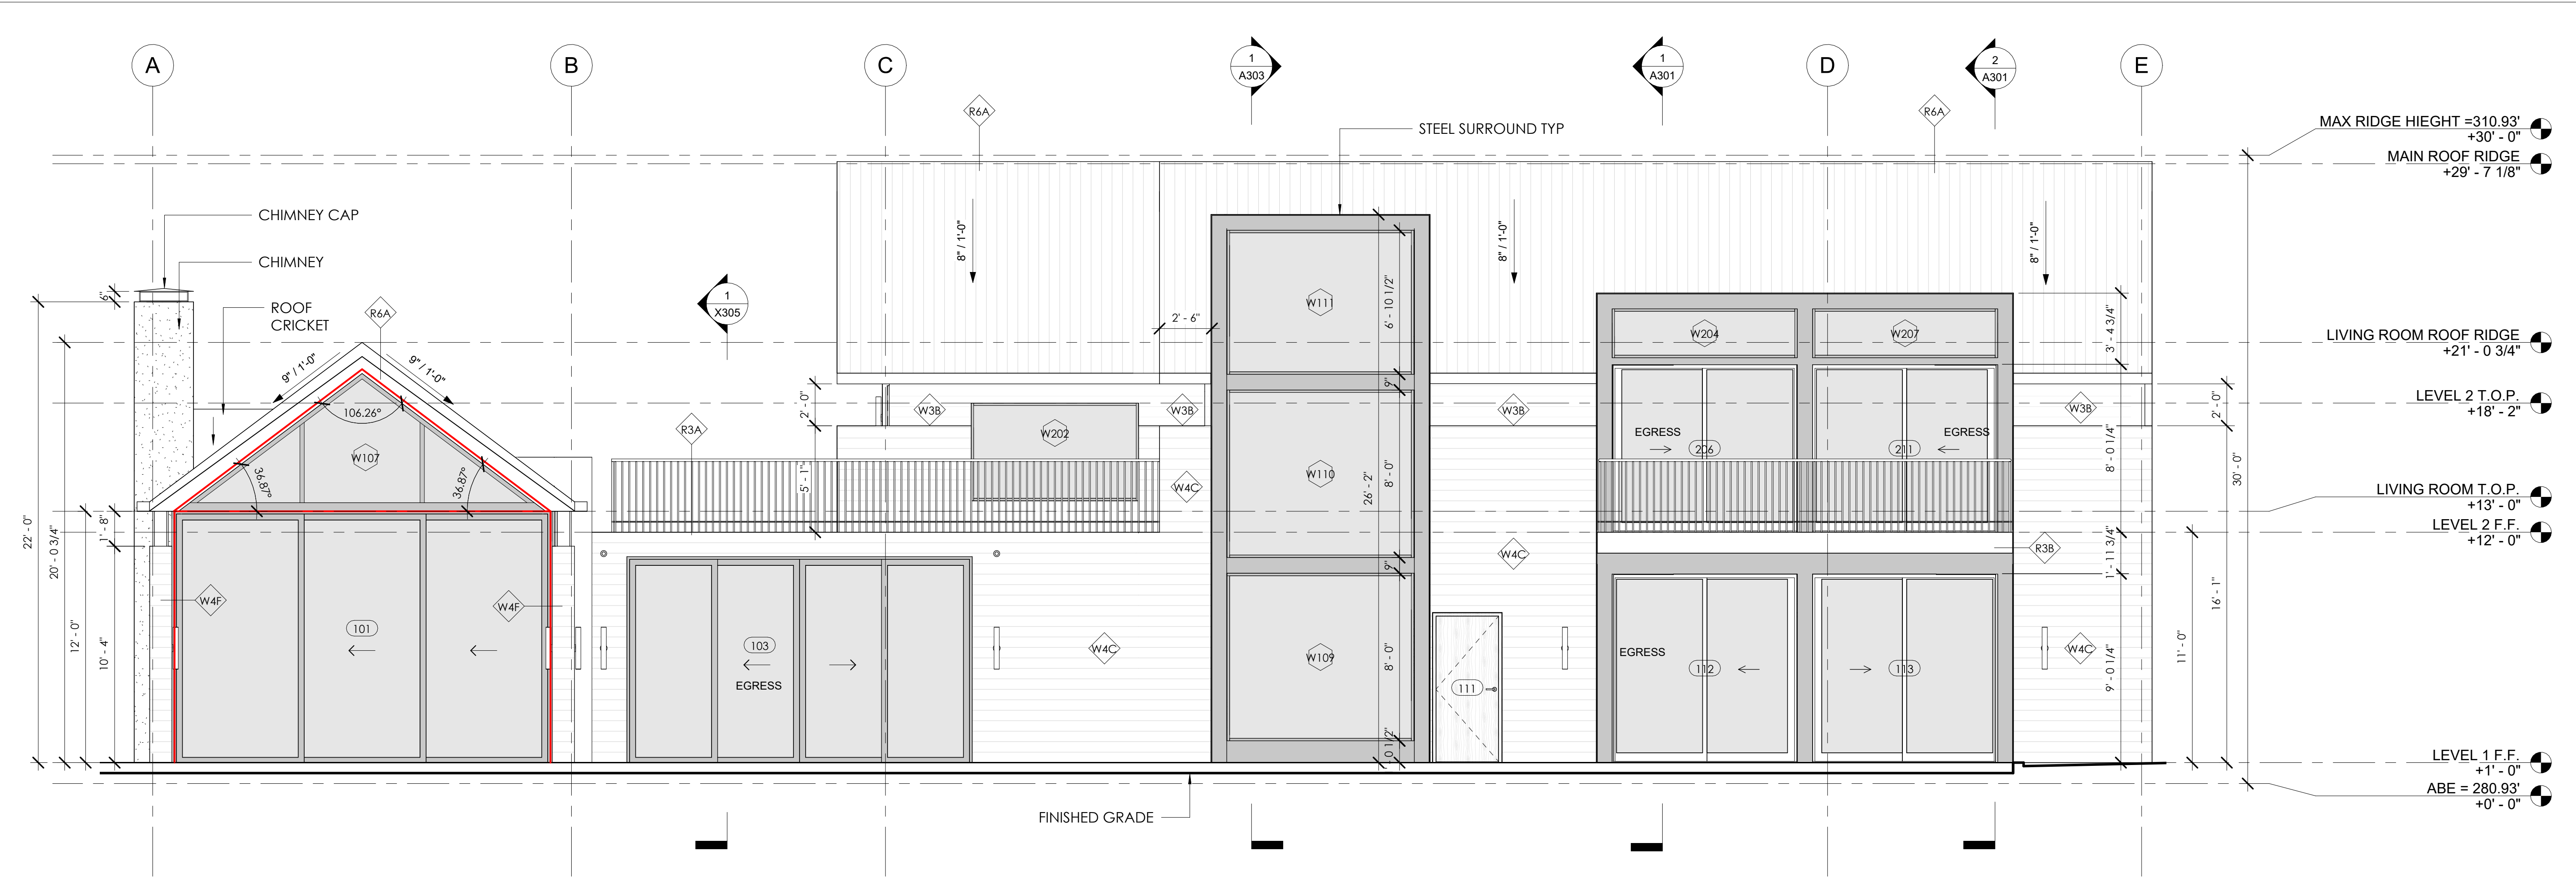 A
B
C
1
A303
1
A301
D
2
A301
E
R6A
R6A
STEEL SURROUND TYP
MAX RIDGE HIEGHT =310.93'
+30' - 0"
MAIN ROOF RIDGE
+29' - 7 1/8"
CHIMNEY CAP
CHIMNEY
ROOF
CRICKET
R6A
1
X305
8" / 1'-0"
8" / 1'-0"
8" / 1'-0"
6"
9" / 1'-0"
9" / 1'-0"
2' - 6"
W111
6' - 10 1/2"
W204
W207
3' - 4 3/4"
LIVING ROOM ROOF RIDGE
+21' - 0 3/4"
9"
106.26°
36.87°
36.87°
W107
R3A
2' - 0"
5' - 1"
W3B
W202
W3B
W3B
W3B
2' - 0"
LEVEL 2 T.O.P.
+18' - 2"
EGRESS
206
211
EGRESS
8' - 0 1/4"
W4C
W110
26' - 2"
8' - 0"
30' - 0"
LIVING ROOM T.O.P.
+13' - 0"
LEVEL 2 F.F.
+12' - 0"
22' - 0"
20' - 0 3/4"
1' - 8"
12' - 0"
10' - 4"
9"
W4C
R3B
1' - 11 3/4"
W4F
W4F
101
103
EGRESS
W4C
W109
8' - 0"
111
EGRESS
112
113
W4C
9' - 0 1/4"
11' - 0"
16' - 1"
LEVEL 1 F.F.
+1' - 0"
ABE = 280.93'
+0' - 0"
FINISHED GRADE